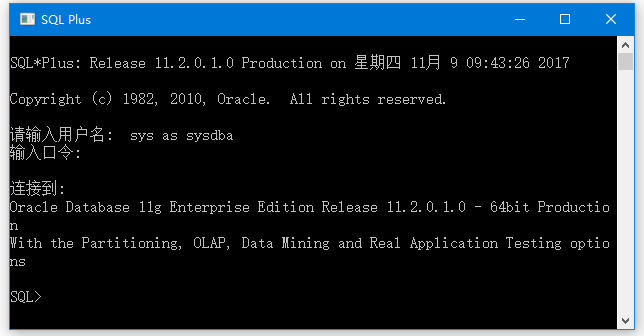 SQL Plus
SQL*Plus: Release 11.2.0.1.0 Production on 星期四 11月 9 09:43:26 2017
Copyright (c) 1982, 2010, Oracle.  All rights reserved.
请输入用户名:  sys as sysdba
输入口令:
连接到:
Oracle Database 11g Enterprise Edition Release 11.2.0.1.0 - 64bit Productio
n
With the Partitioning, OLAP, Data Mining and Real Application Testing optio
ns
SQL>